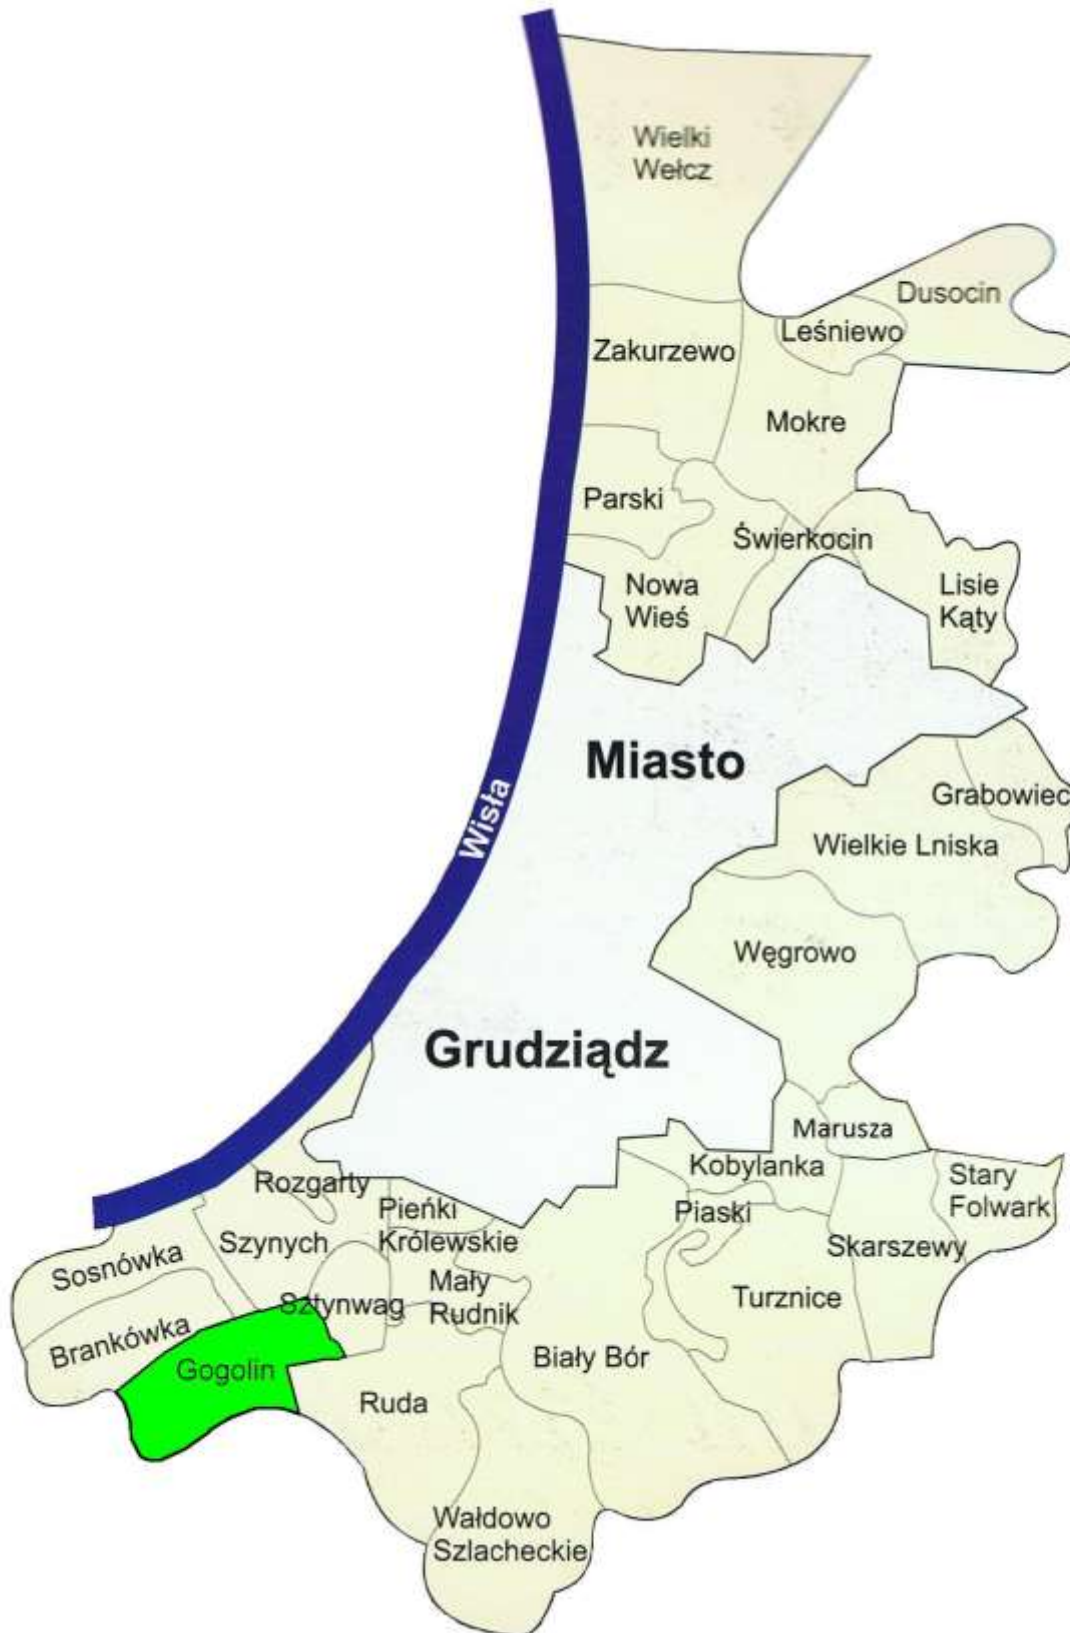 Wielki
Wełcz
Dusocin
Leśniewo
Zakurzewo
Mokre
Parski
Świerkocin
Nowa
Wieś
Lisie
Kąty
Miasto
Wisła
Grabowiec
Wielkie Lniska
Węgrowo
Grudziądz
Marusza
Kobylanka
Stary
Folwark
Rozgarty
Pieńki
Królewskie
Piaski
Szynych
Skarszewy
Sosnówka
Mały
Rudnik
Sztynwag
Turznice
Brankówka
Biały Bór
Gogolin
Ruda
Wałdowo
Szlacheckie